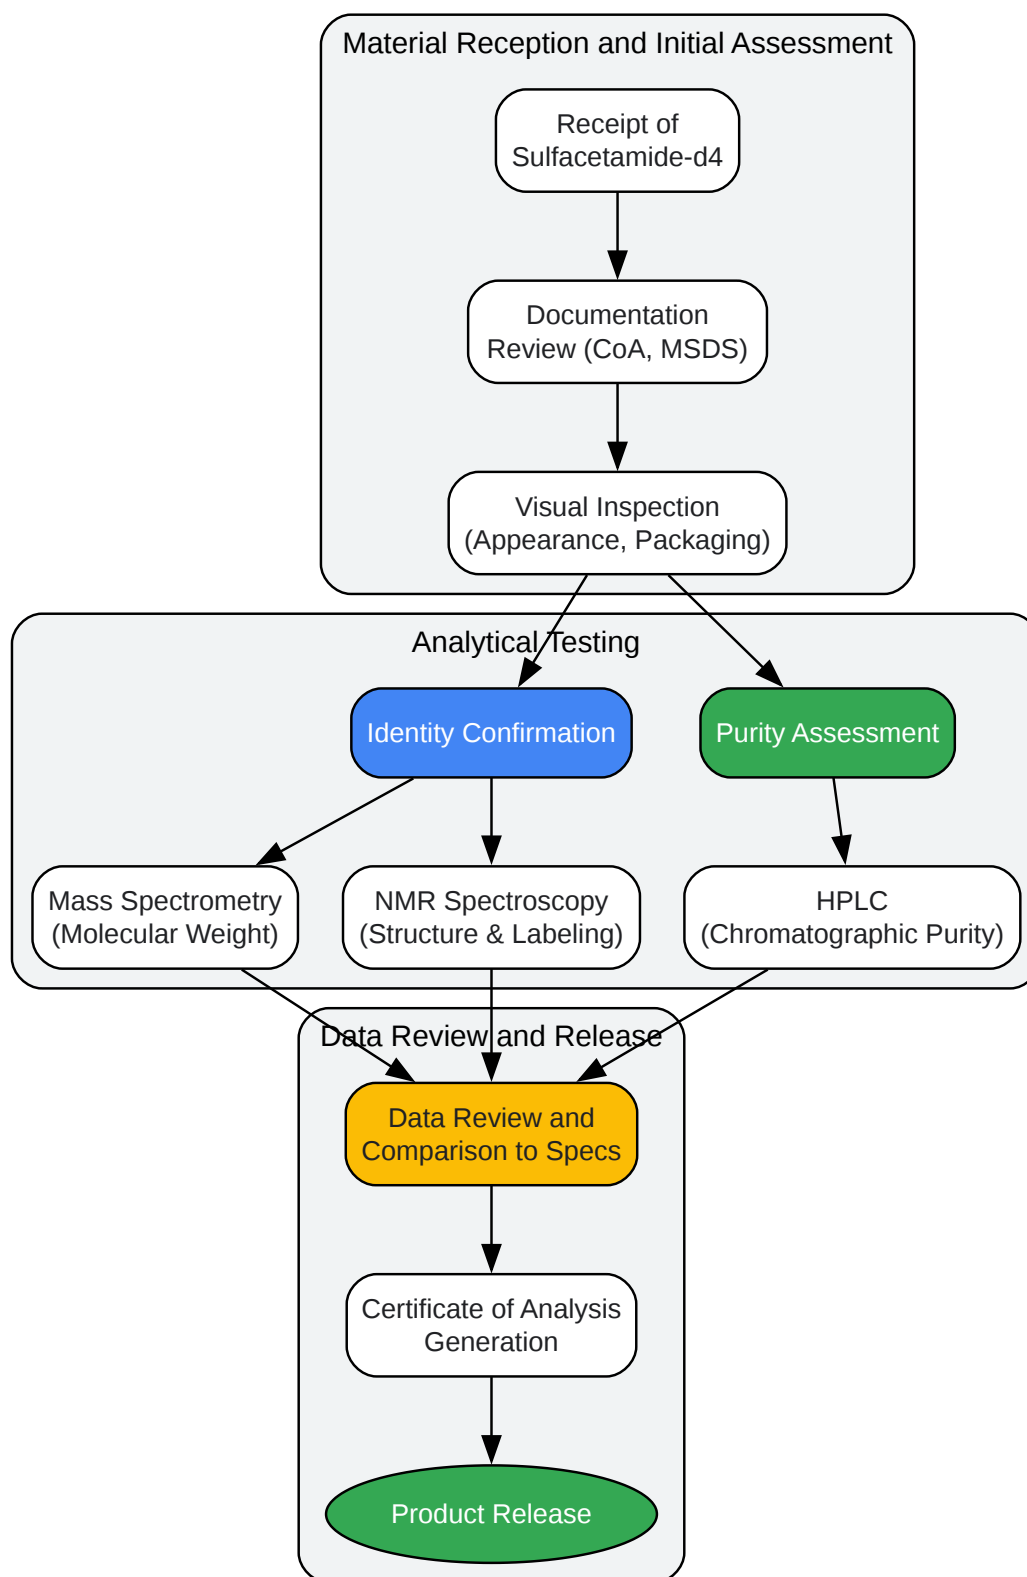 Material Reception and Initial Assessment
Receipt of
Sulfacetamide-d4
Documentation
Review (CoA, MSDS)
Visual Inspection
(Appearance, Packaging)
Analytical Testing
Identity Confirmation
Purity Assessment
Mass Spectrometry
(Molecular Weight)
NMR Spectroscopy
(Structure & Labeling)
HPLC
(Chromatographic Purity)
Data Review and Release
Data Review and
Comparison to Specs
Certificate of Analysis
Generation
Product Release